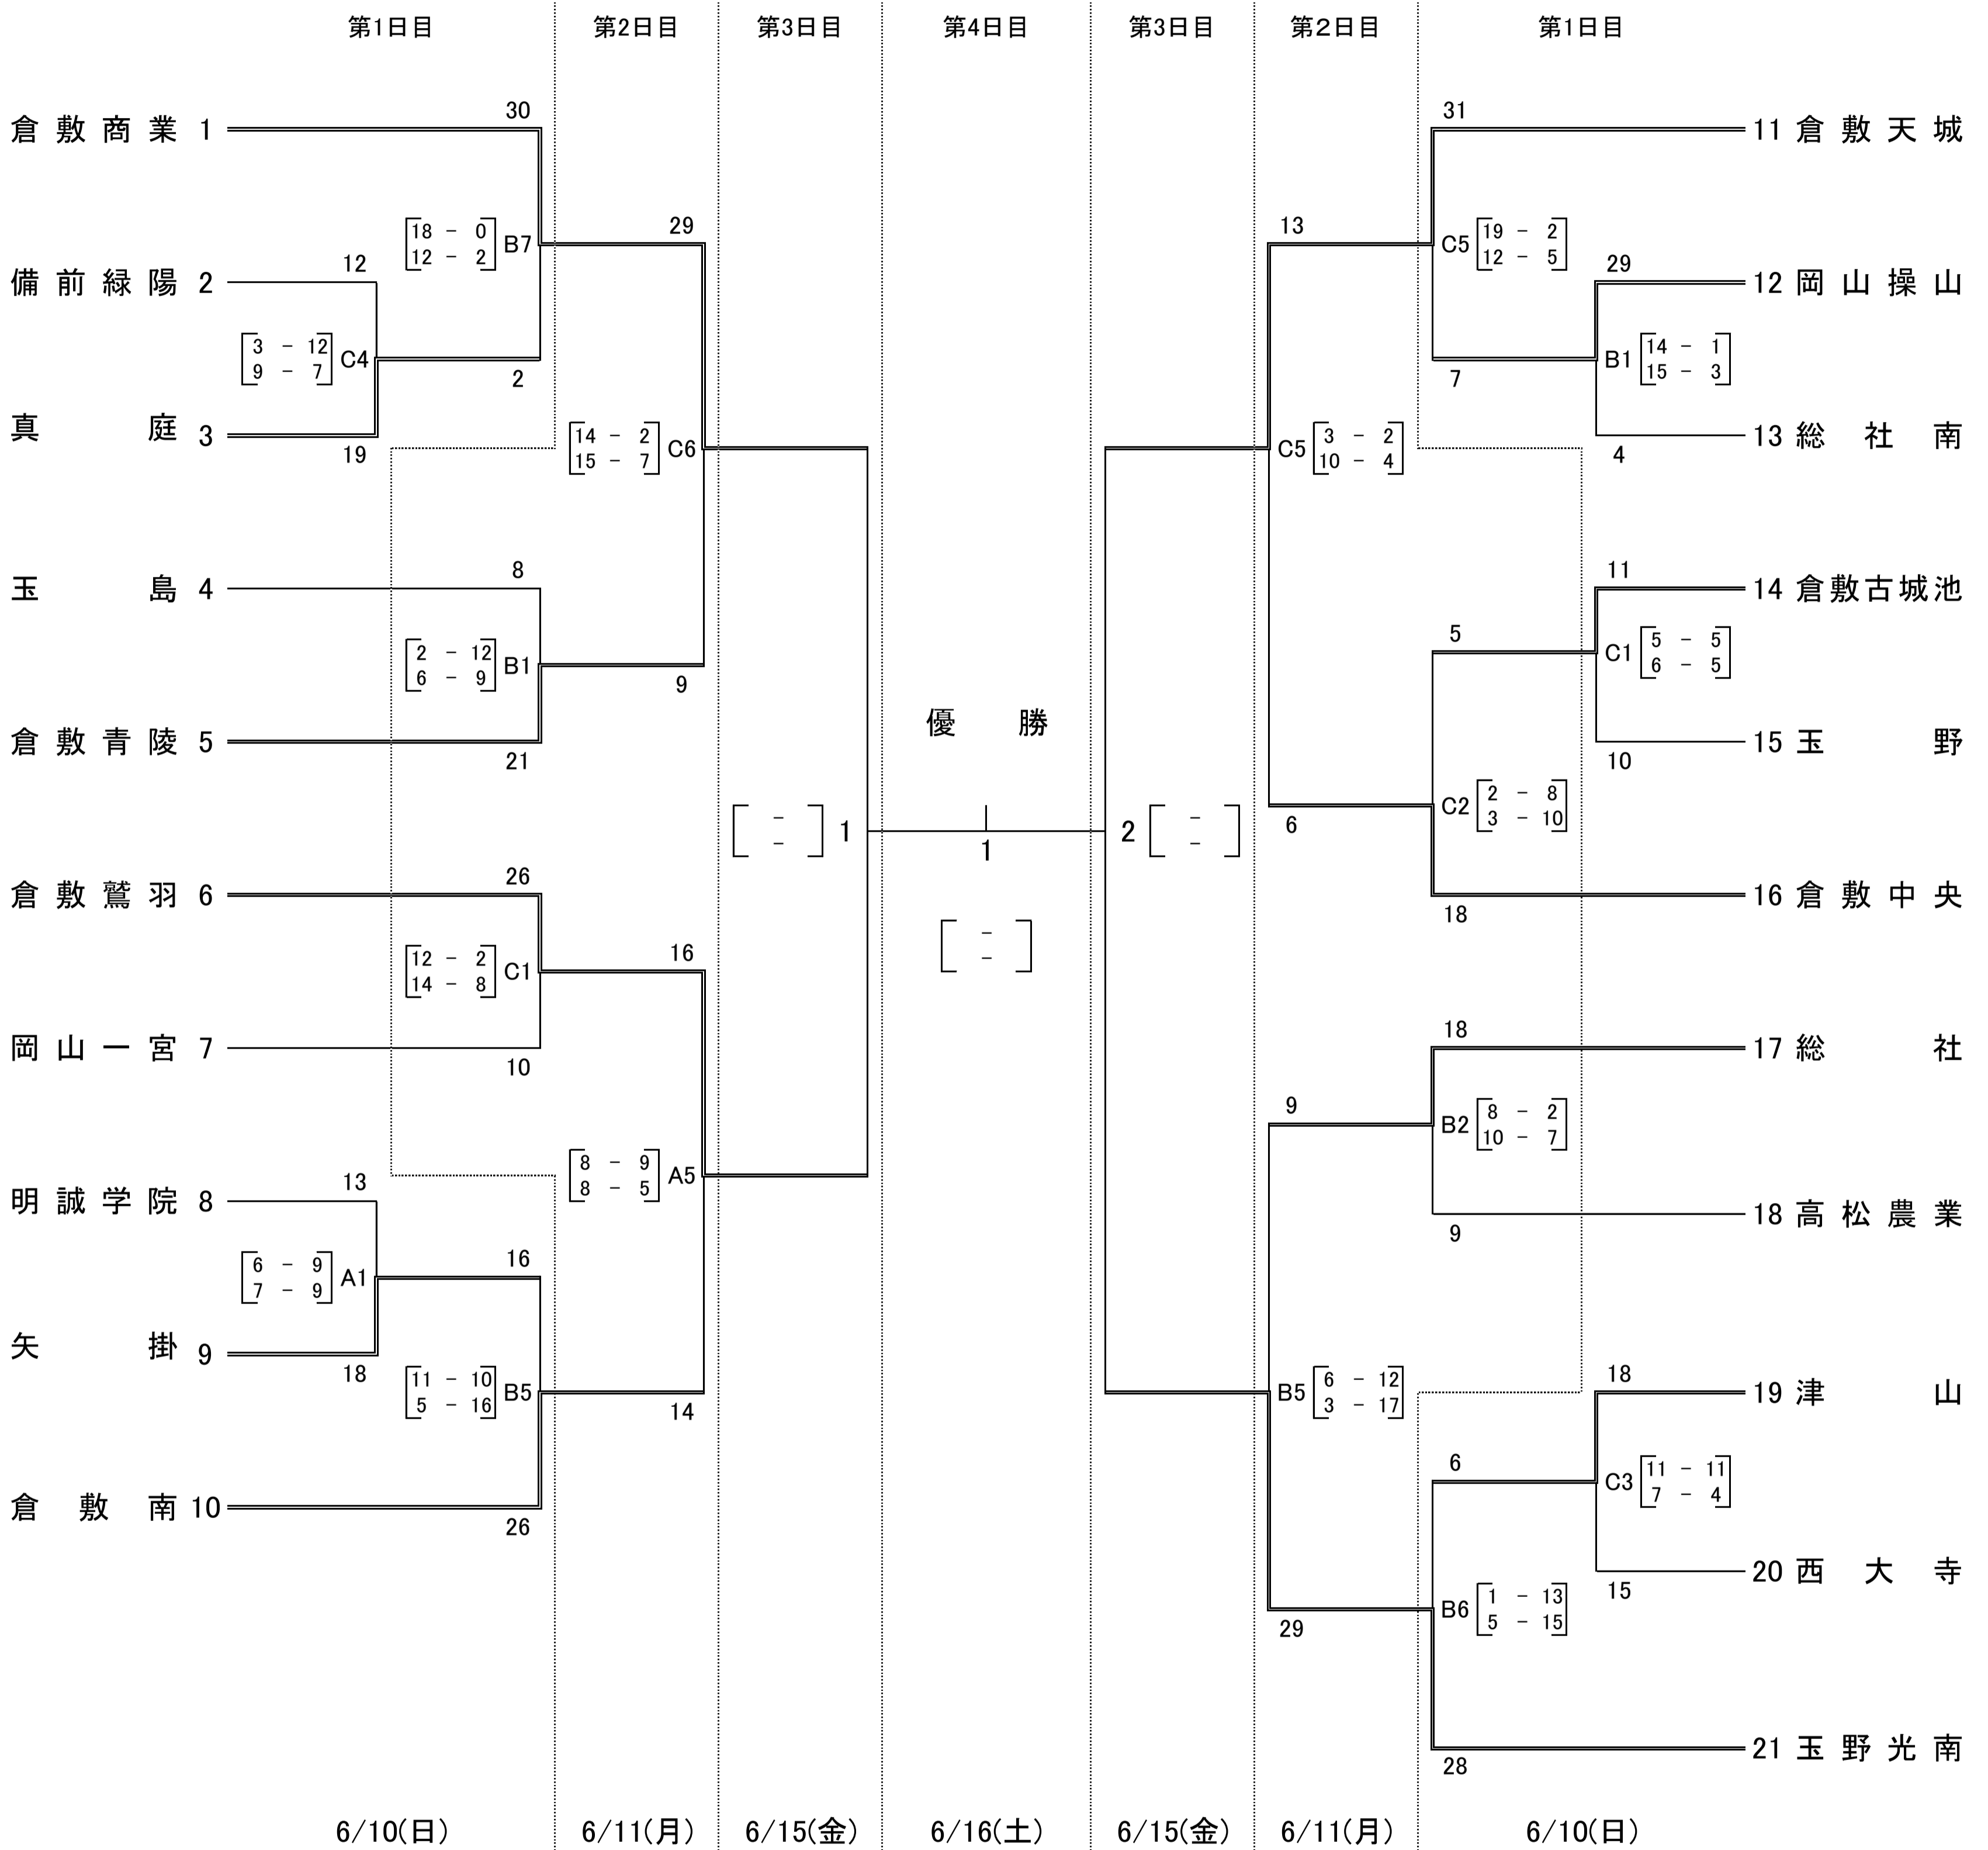 第1日目 第2日目 第3日目 第4日目 第3日目 第2日目 第1日目
30 31
倉敷商業 1 11 倉敷天城
29 13
18 - 0 19 - 2
B7 C5
12 - 2 12 - 5
12 29
備前緑陽 2 12 岡山操山
3 - 12 14 - 1
C4 B1
9 - 7 15 - 3
2 7
真庭 3 13 総社南
19 4
14 - 2 3 - 2
C6 C5
15 - 7 10 - 4
8 11
玉島 4 14 倉敷古城池
5
2 - 12 5 - 5
B1 C1
6 - 9 6 - 5
9
優勝
倉敷青陵 5 15 玉野
21 10
2 - 8
C2
3 - 10
- -
1 2
- -
6
1
26
倉敷鷲羽 6 16 倉敷中央
18
-
-
16
12 - 2
C1
14 - 8
18
岡山一宮 7 17 総社
10
9
8 - 2
B2
10 - 7
8 - 9
A5
8 - 5
13
明誠学院 8 18 高松農業
9
16
6 - 9
A1
7 - 9
矢掛 9
18
11 - 10 6 - 12
B5 B5
5 - 16 3 - 17
18
19 津山
14
6
11 - 11
C3
7 - 4
倉敷南 10
26
20 西大寺
15
1 - 13
B6
5 - 15
29
21 玉野光南
28
6/10(日) 6/11(月) 6/15(金) 6/16(土) 6/15(金) 6/11(月) 6/10(日)